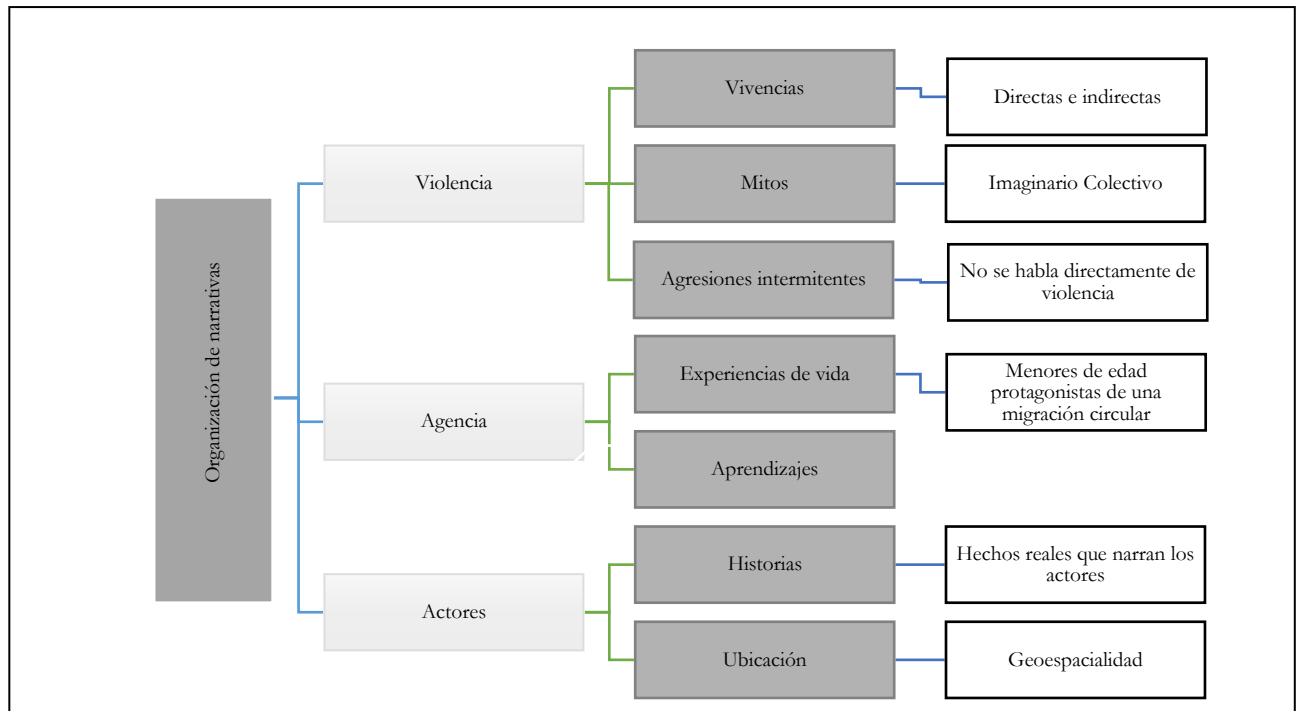 Organización de narrativas
Violencia
Vivencias
Directas e indirectas
Mitos
Imaginario Colectivo
Agresiones intermitentes
No se habla directamente de
violencia
Agencia
Experiencias de vida
Menores de edad
protagonistas de una
migración circular
Aprendizajes
Actores
Historias
Hechos reales que narran los
actores
Ubicación
Geoespacialidad